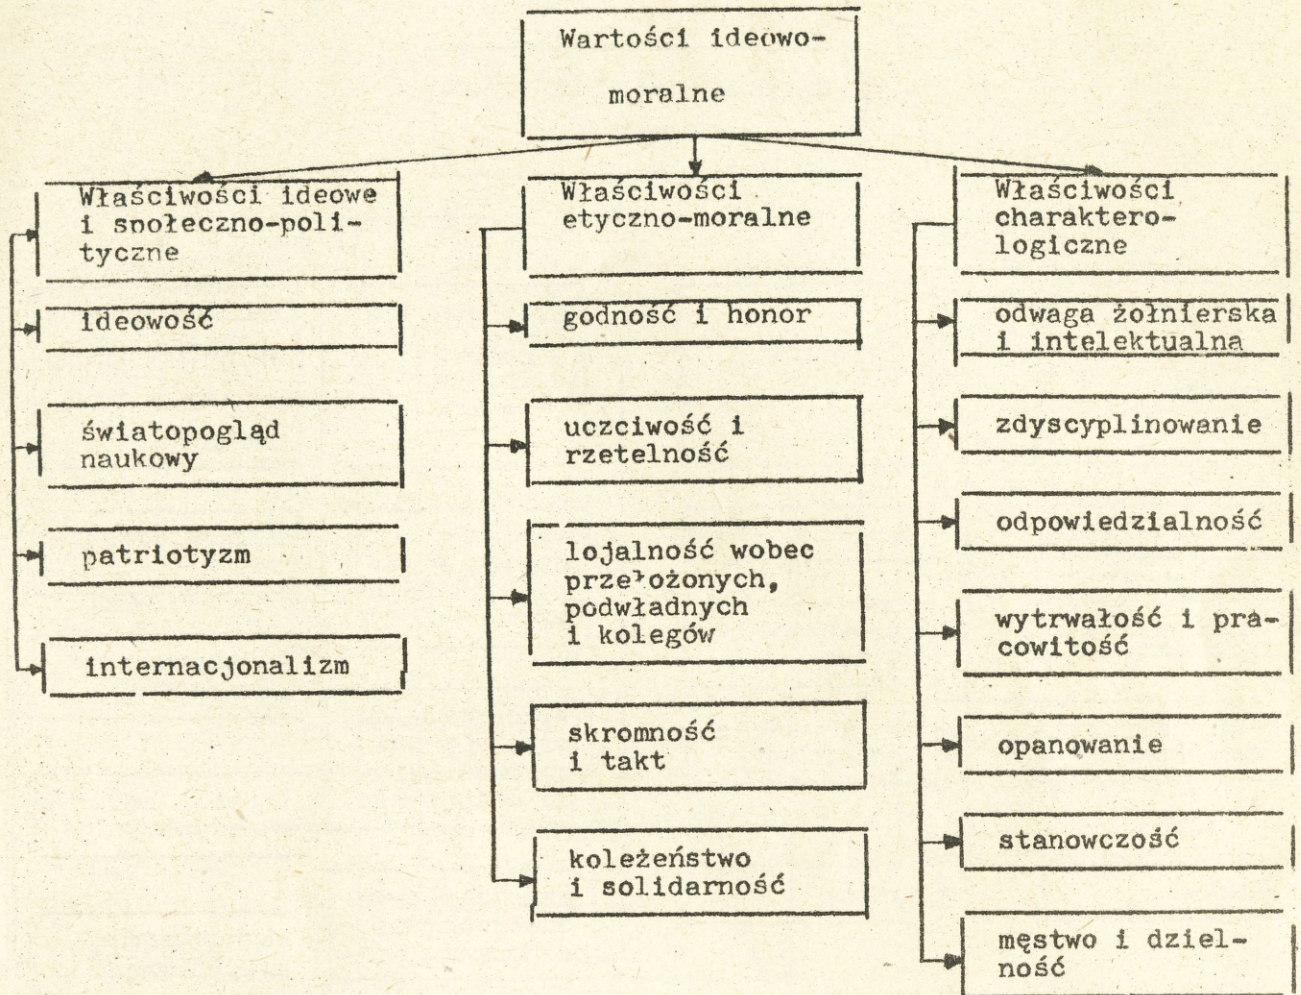 Wartości ideowo-
moralne
Właściwości ideowe
i społeczno-poli-
tyczne
ideowość
światopogląd
naukowy
patriotyzm
internacjonalizm
Właściwości
etyczno-moralne
godność i honor
uczciwość i
rzetelność
lojalność wobec
przełożonych,
podwładnych
i kolegów
skromność
i takt
koleżeństwo
i solidarność
Właściwości
charaktero-
logiczne
odwaga żołnierska
i intelektualna
zdyscyplinowanie
odpowiedzialność
wytrwałość i pra-
cowitość
opanowanie
stanowczość
męstwo i dziel-
ność